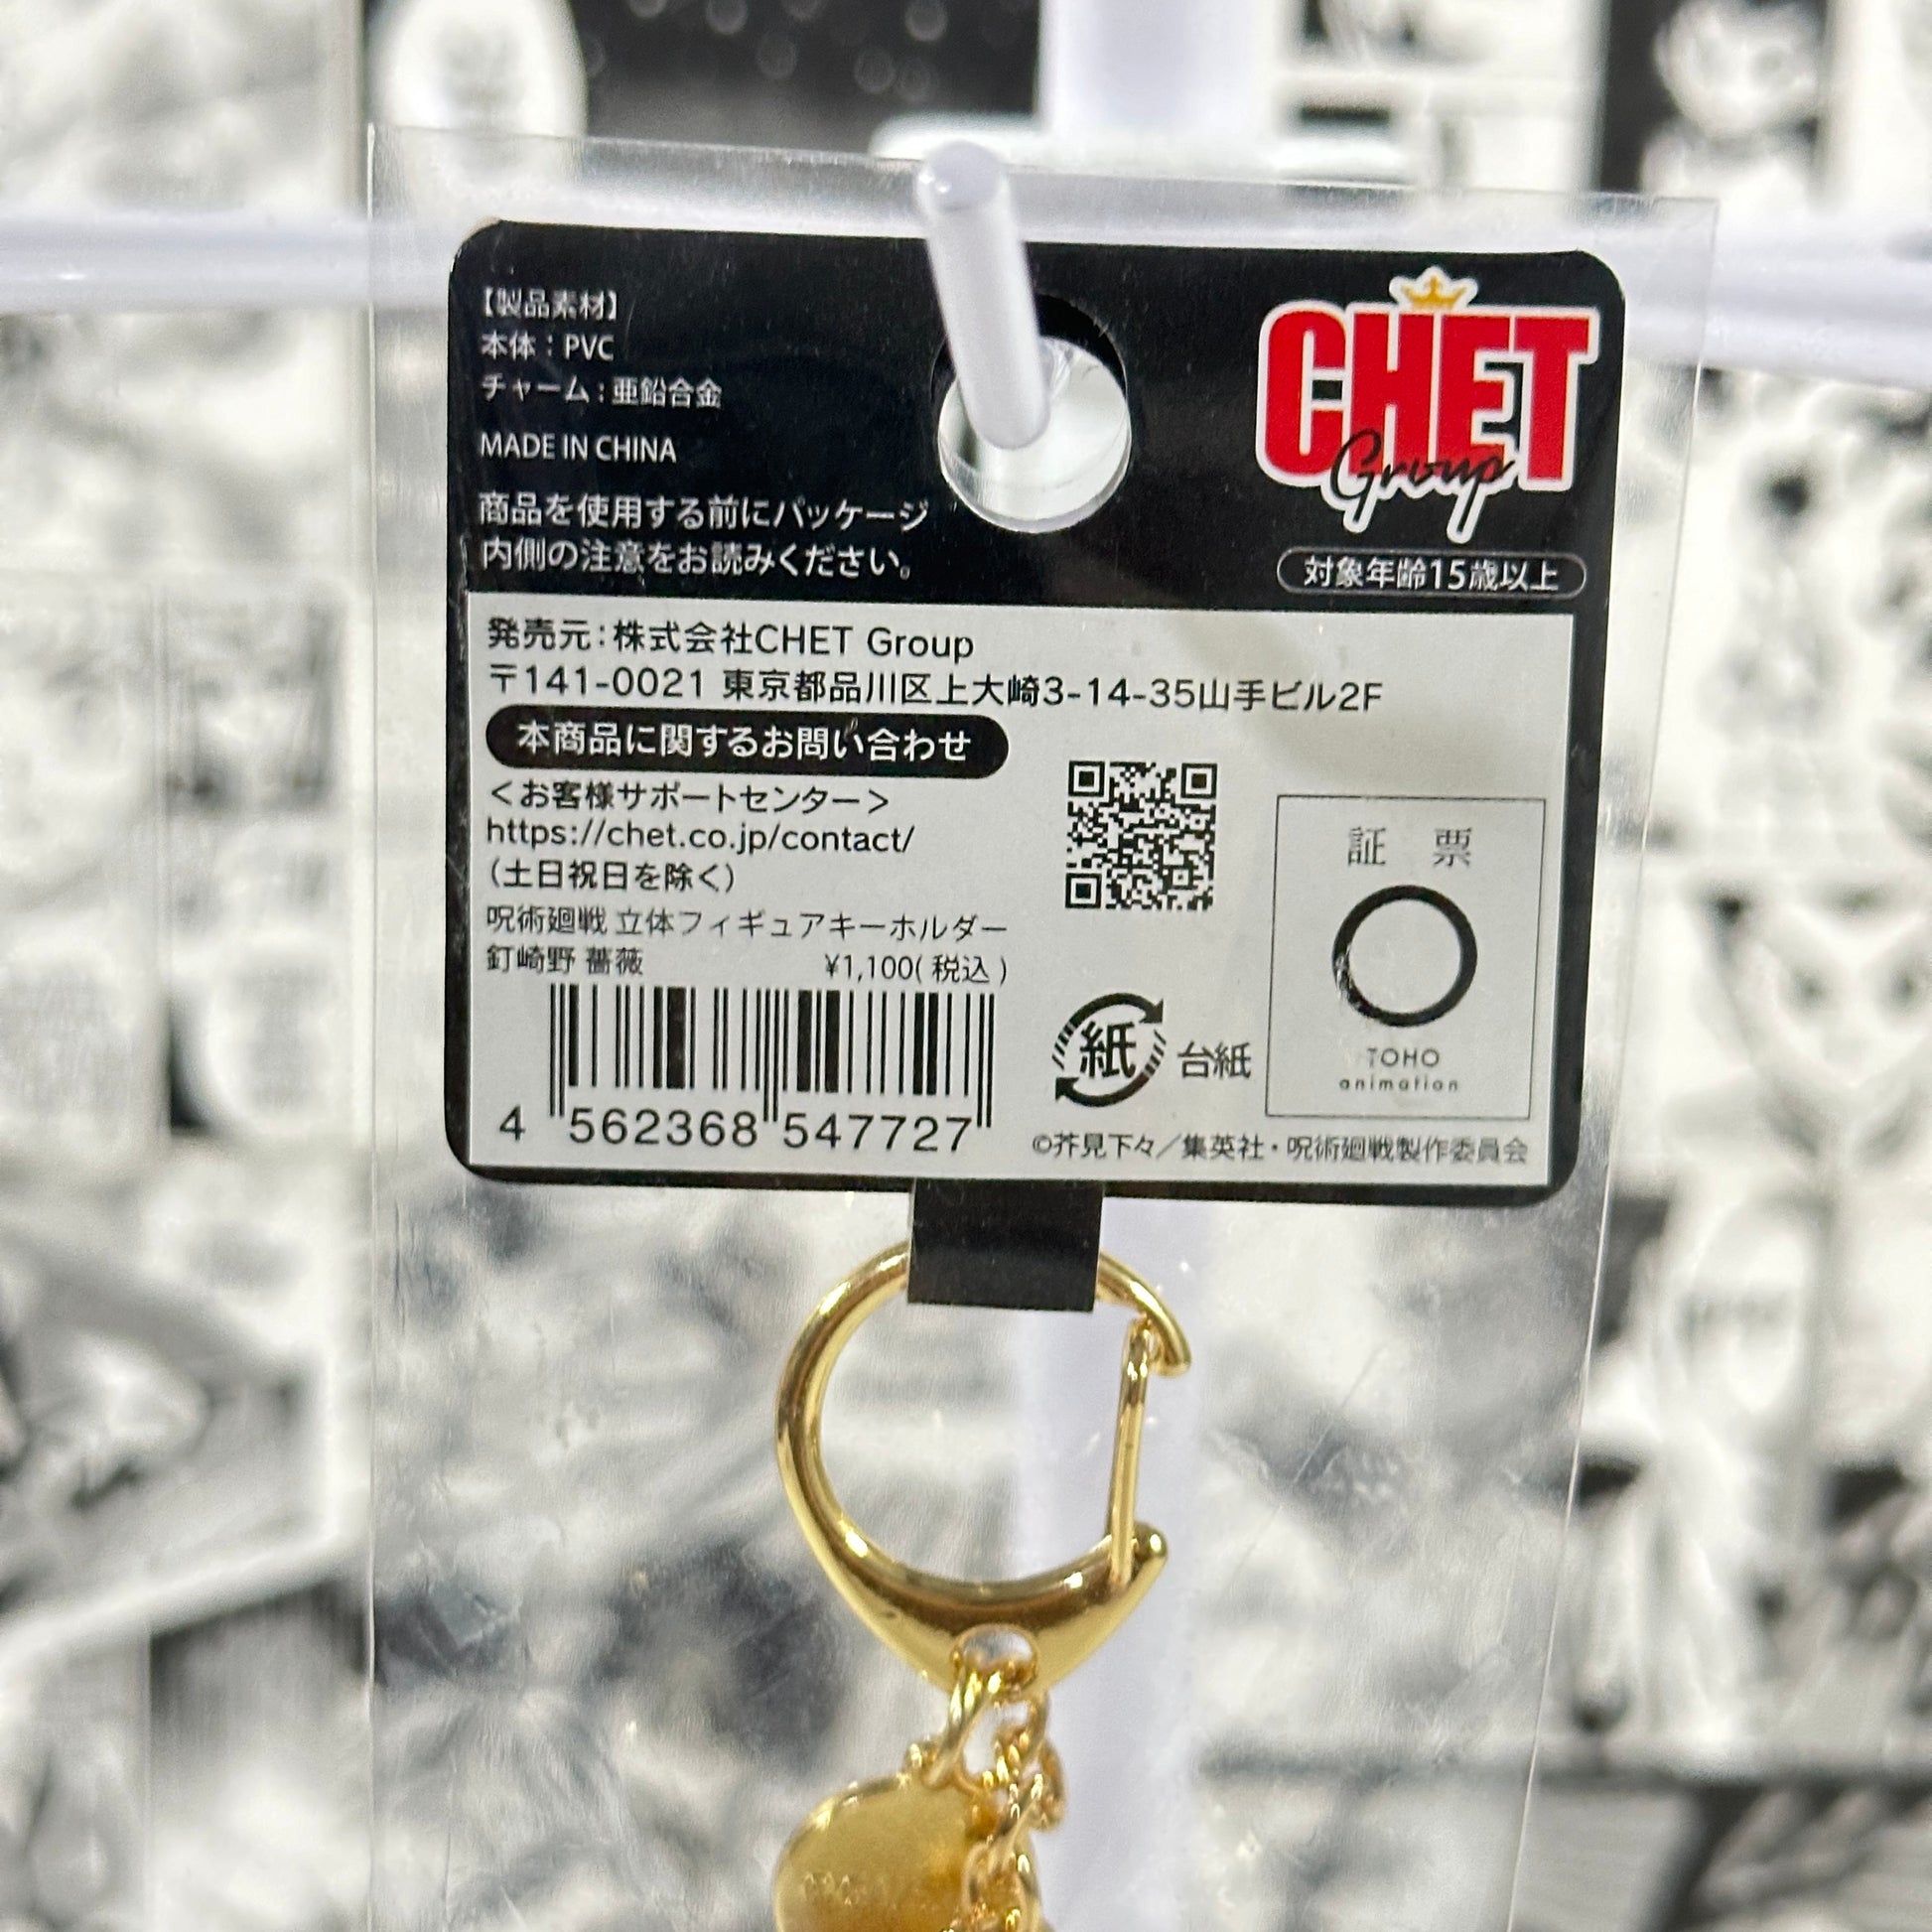 【製品素材】
本体：PVC
チャーム：亜鉛合金
MADE IN CHINA
商品を使用する前にパッケージ
内側の注意をお読みください。
CHET
Group
対象年齢15歳以上
発売元：株式会社CHET Group
〒141-0021 東京都品川区上大崎3-14-35山手ビル2F
本商品に関するお問い合わせ
＜お客様サポートセンター＞
https://chet.co.jp/contact/
（土日祝日を除く）
呪術廻戦 立体フィギュアキーホルダー
釘崎野 薔薇 ¥1,100( 税込 )
4 562368 547727
紙 台紙
証 票
TOHO
animation
©芥見下々／集英社・呪術廻戦製作委員会